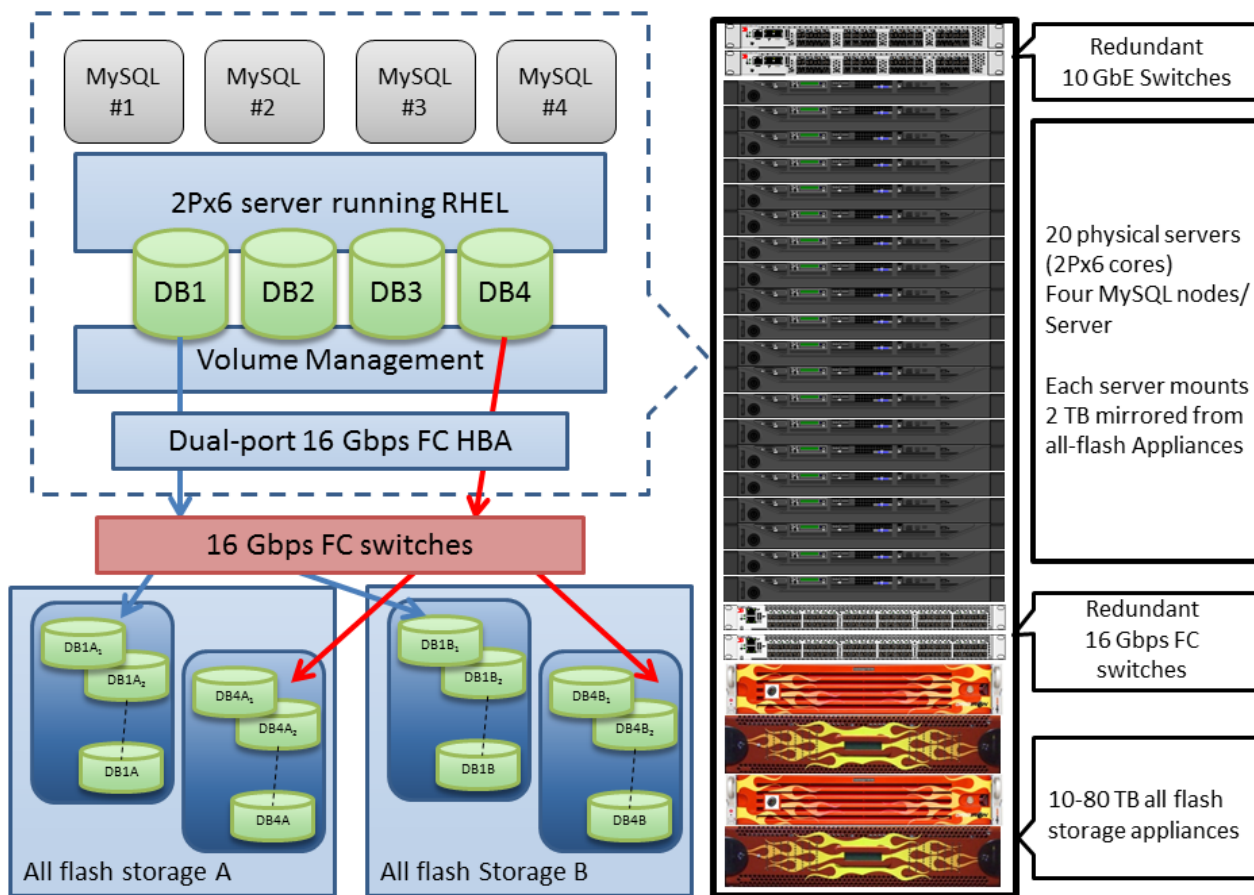 MySQL
#1
MySQL
#2
MySQL
#3
MySQL
#4
2Px6 server running RHEL
DB1
DB2
DB3
DB4
Volume Management
Dual-port 16 Gbps FC HBA
16 Gbps FC switches
DB1A₁
DB1A₂
DB1A
DB4A₁
DB4A₂
DB4A
All flash storage A
DB1B₁
DB1B₂
DB1B
DB4B₁
DB4B₂
DB4B
All flash Storage B
Redundant
10 GbE Switches
20 physical servers
(2Px6 cores)
Four MySQL nodes/
Server
Each server mounts
2 TB mirrored from
all-flash Appliances
Redundant
16 Gbps FC
switches
10-80 TB all flash
storage appliances